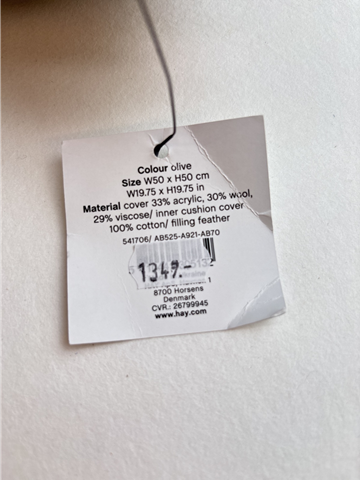 Colour olive
Size W50 x H50 cm
W19.75 x H19.75 in
Material cover 33% acrylic, 30% wool,
29% viscose/ inner cushion cover
100% cotton/ filling feather
541706/ AB525-A921-AB70
1349.-
8700 Horsens
Denmark
CVR.: 26799945
www.hay.com